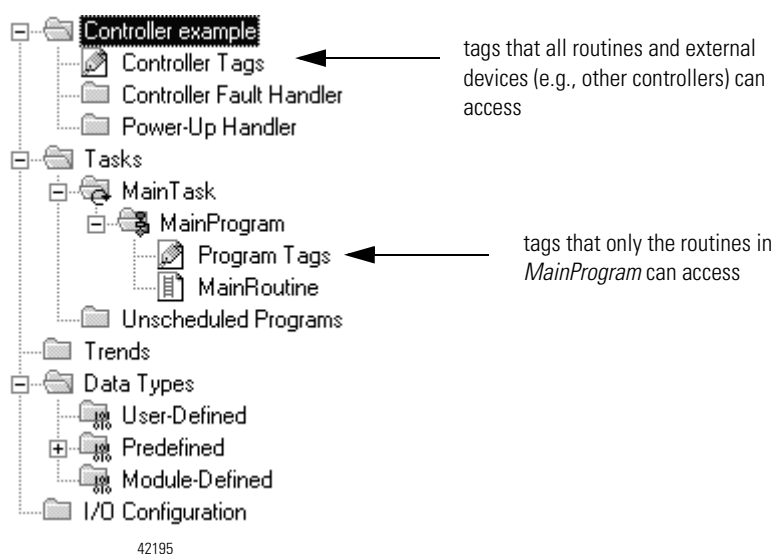 Controller example
Controller Tags
tags that all routines and external
devices (e.g., other controllers) can
access
Controller Fault Handler
Power-Up Handler
Tasks
MainTask
MainProgram
Program Tags
tags that only the routines in
MainProgram can access
MainRoutine
Unscheduled Programs
Trends
Data Types
User-Defined
Predefined
Module-Defined
I/O Configuration
42195